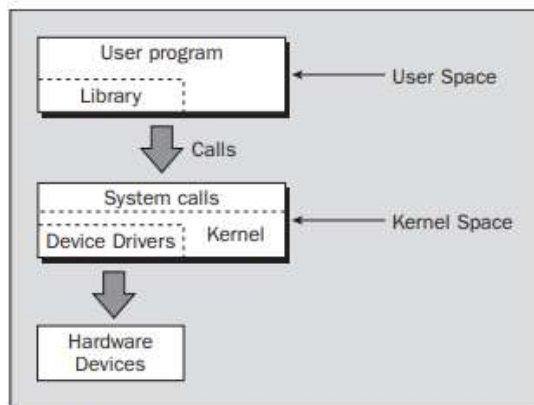 User program
Library
User Space
Calls
System calls
Device Drivers
Kernel
Kernel Space
Hardware
Devices